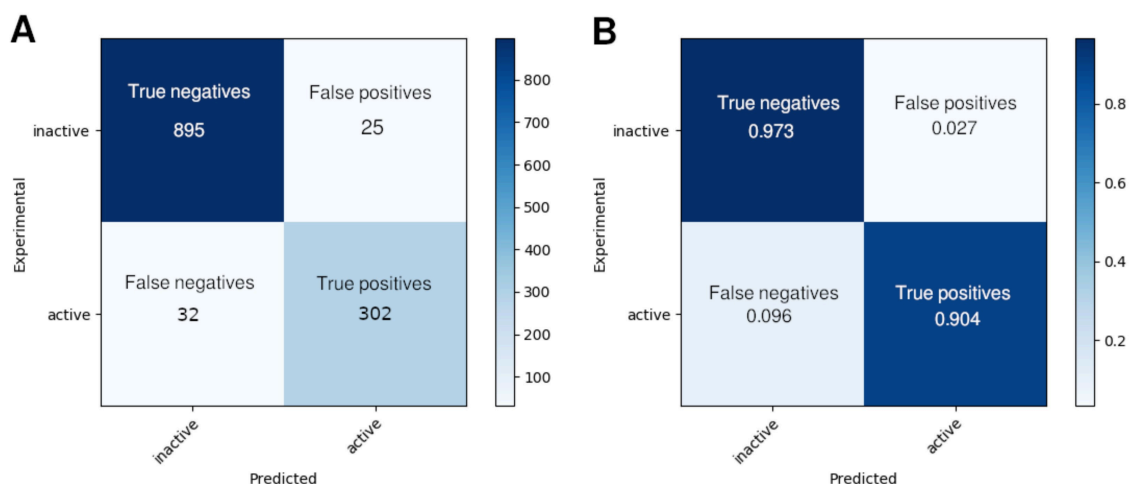 A
True negatives
895
False positives
25
False negatives
32
True positives
302
inactive
active
Experimental
inactive
active
Predicted
800
700
600
500
400
300
200
100
B
True negatives
0.973
False positives
0.027
False negatives
0.096
True positives
0.904
inactive
active
Experimental
inactive
active
Predicted
0.8
0.6
0.4
0.2